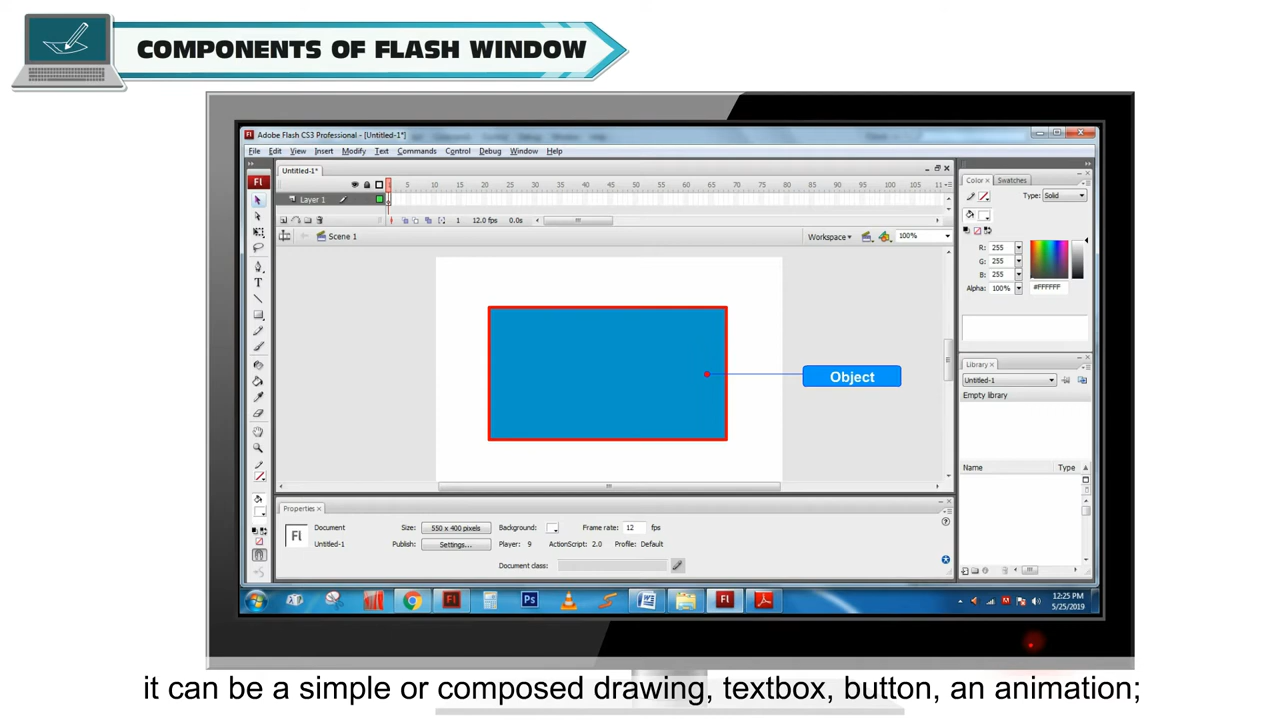 COMPONENTS OF FLASH WINDOW
Adobe Flash CS3 Professional - [Untitled-1*]
File Edit View Insert Modify Text Commands Control Debug Window Help
Untitled-1*
5 10 15 20 25 30 35 40 45 50 55 60 65 70 75 80 85 90 95 100 105 11
Layer 1
1 12.0 fps 0.0s
Scene 1
Workspace
100%
Fl
T
Object
Color Swatches
Type: Solid
R: 255
G: 255
B: 255
Alpha: 100% #FFFFFF
Library
Untitled-1
Empty library
Name Type
Properties
Fl
Document Size: 550 x 400 pixels Background: Frame rate: 12 fps
Untitled-1 Publish: Settings... Player: 9 ActionScript: 2.0 Profile: Default
Document class:
Fl Ps W Fl
12:25 PM
5/25/2019
it can be a simple or composed drawing, textbox, button, an animation;